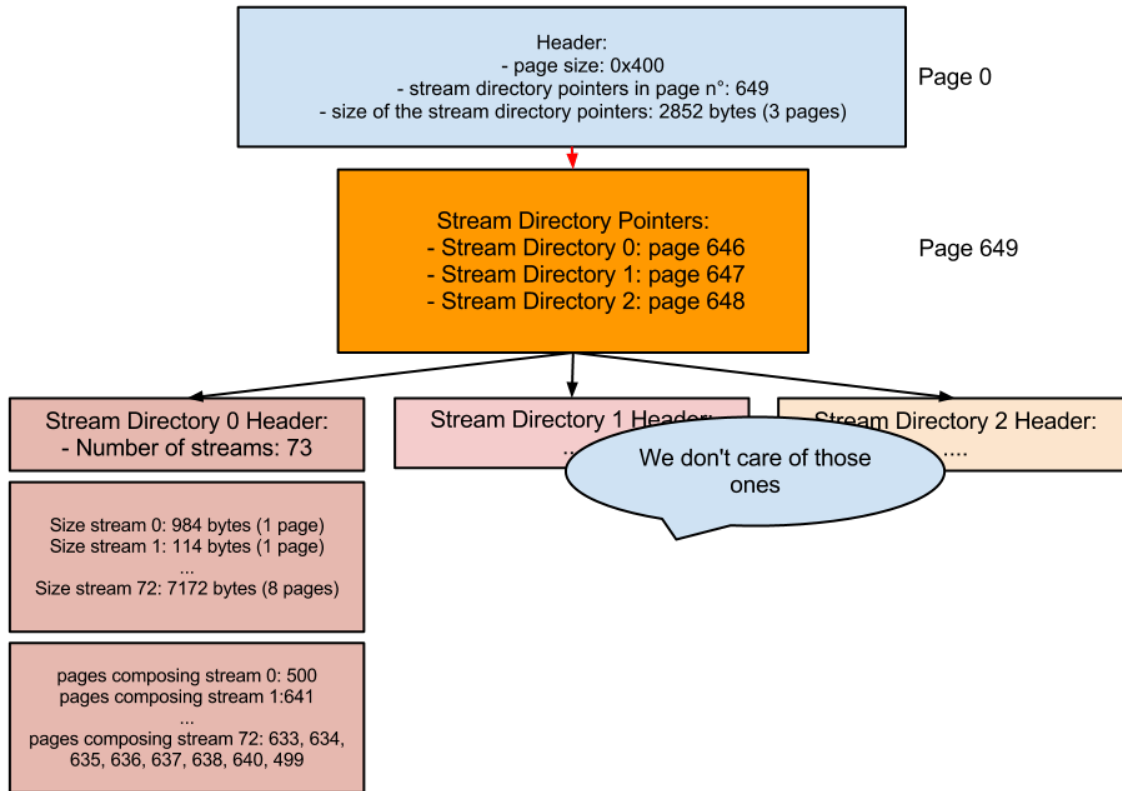 Header:
- page size: 0x400
- stream directory pointers in page n°: 649
- size of the stream directory pointers: 2852 bytes (3 pages)
Page 0
Stream Directory Pointers:
- Stream Directory 0: page 646
- Stream Directory 1: page 647
- Stream Directory 2: page 648
Page 649
Stream Directory 0 Header:
- Number of streams: 73
Stream Directory 1 Header:
...
Stream Directory 2 Header:
....
We don't care of those
ones
Size stream 0: 984 bytes (1 page)
Size stream 1: 114 bytes (1 page)
...
Size stream 72: 7172 bytes (8 pages)
pages composing stream 0: 500
pages composing stream 1:641
...
pages composing stream 72: 633, 634,
635, 636, 637, 638, 640, 499